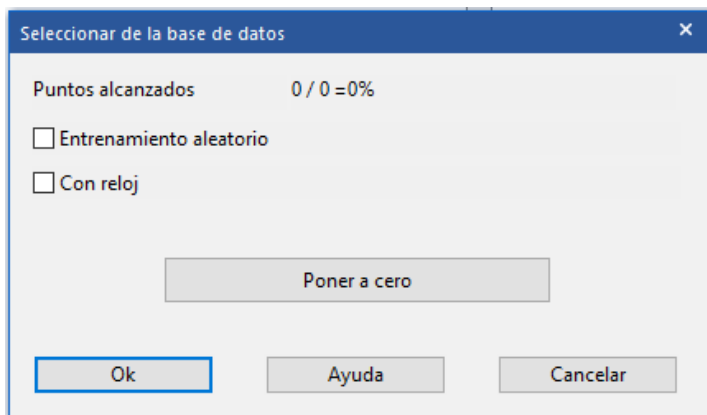 Seleccionar de la base de datos
Puntos alcanzados 0 / 0 =0%
Entrenamiento aleatorio
Con reloj
Poner a cero
Ok Ayuda Cancelar